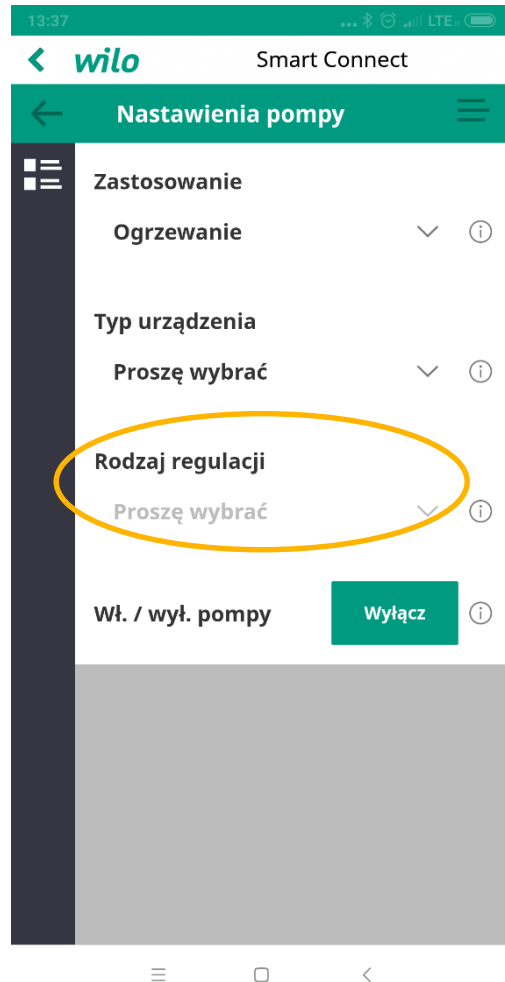 13:37 LTE
wilo Smart Connect
Nastawienia pompy
Zastosowanie
Ogrzewanie
Typ urządzenia
Proszę wybrać
Rodzaj regulacji
Proszę wybrać
Wł. / wył. pompy Wyłącz